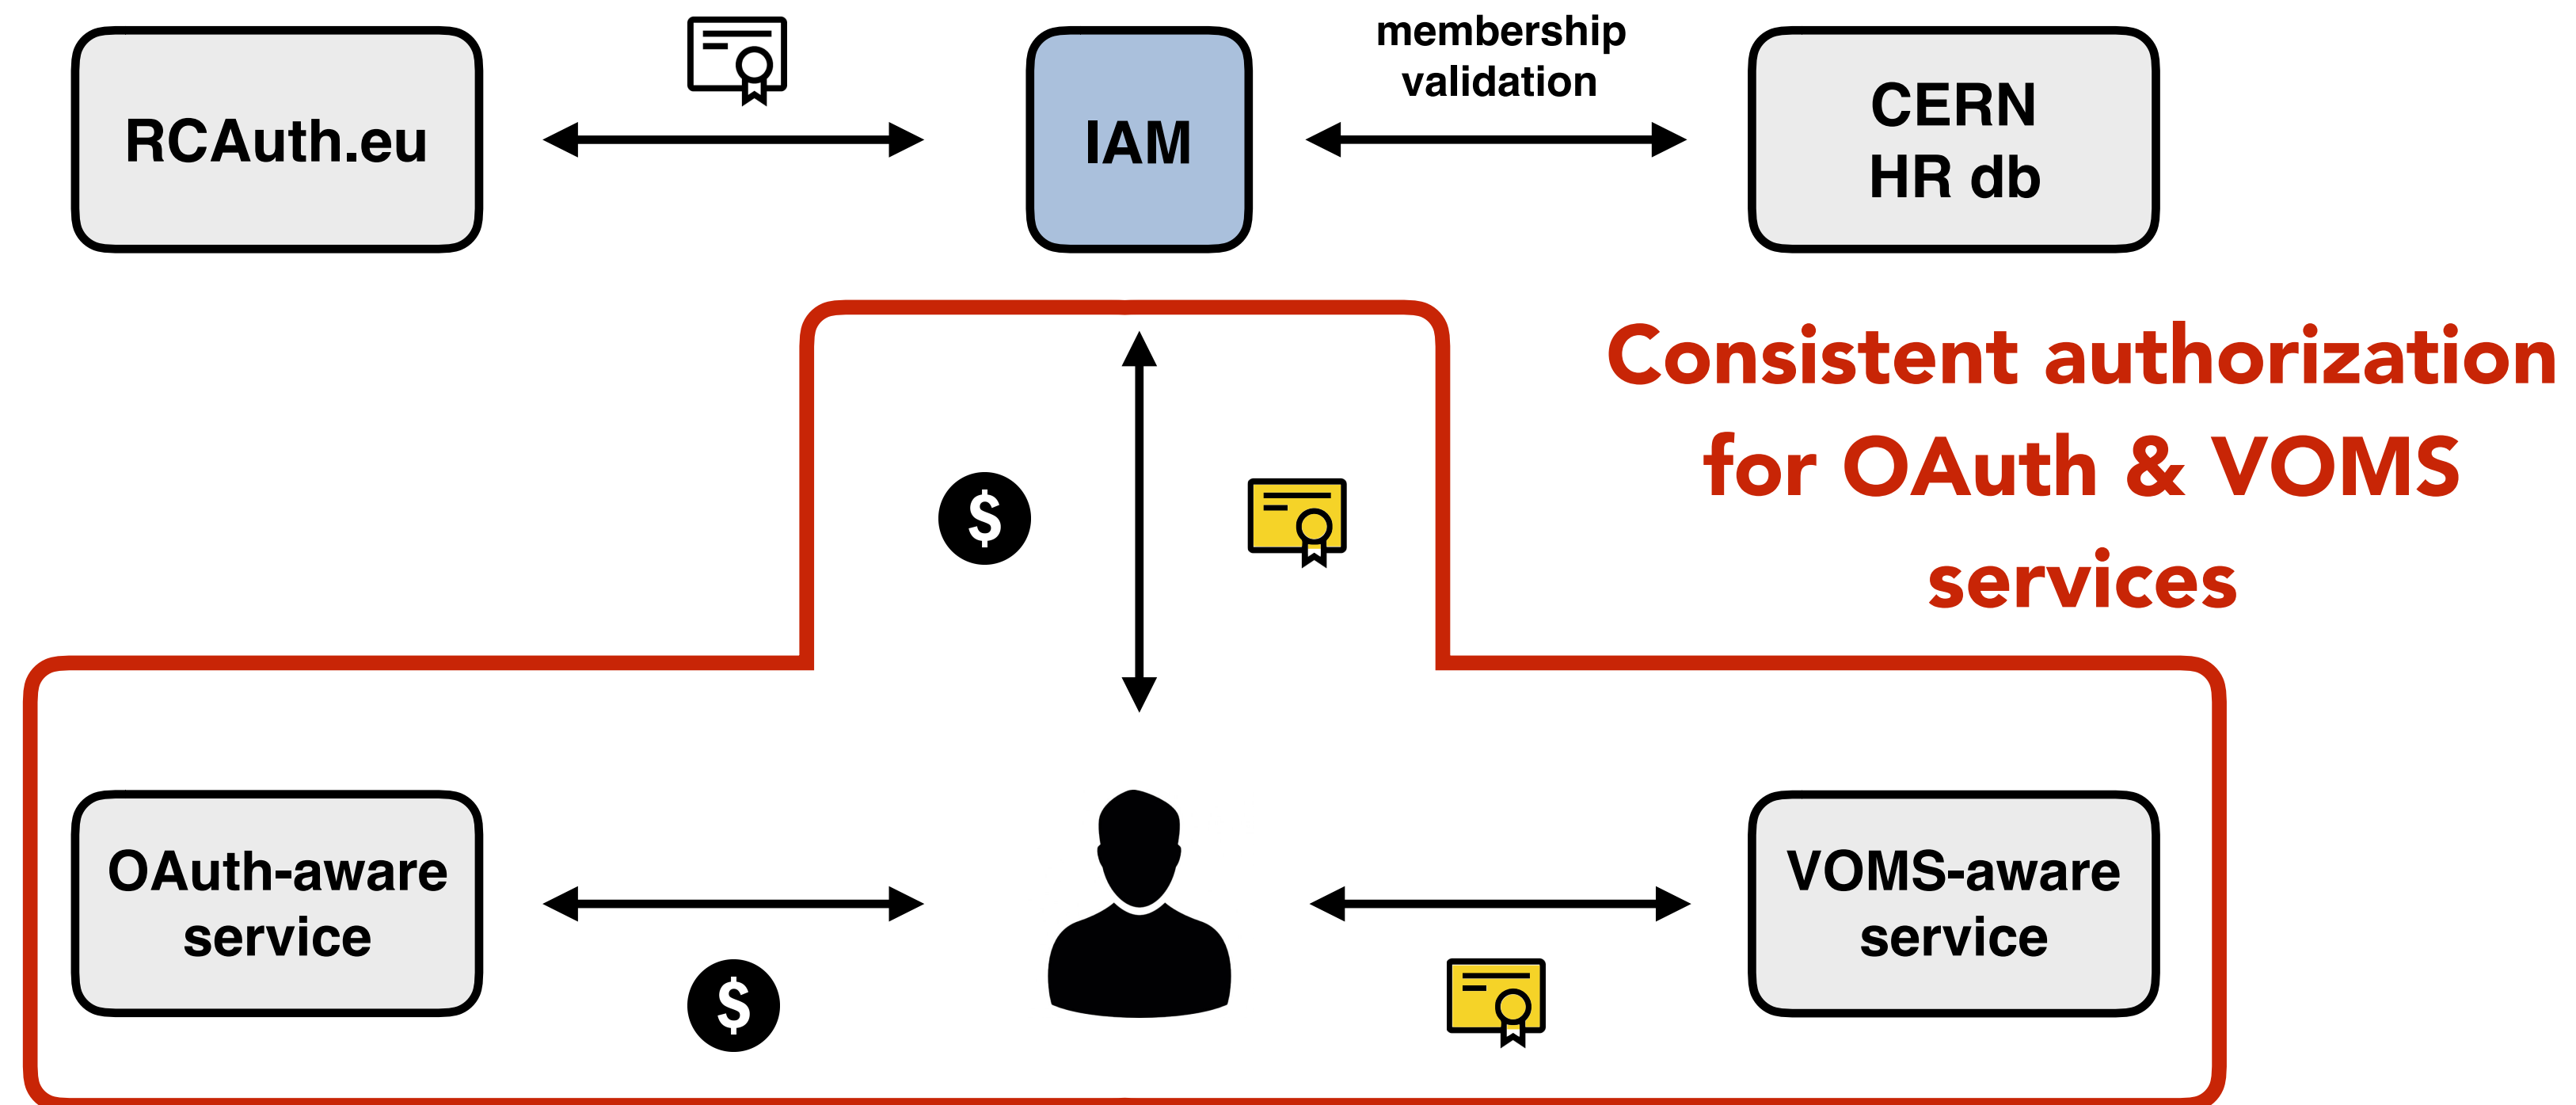 RCAuth.eu
IAM
membership
validation
CERN
HR db
Consistent authorization
for OAuth & VOMS
services
$
OAuth-aware
service
$
VOMS-aware
service